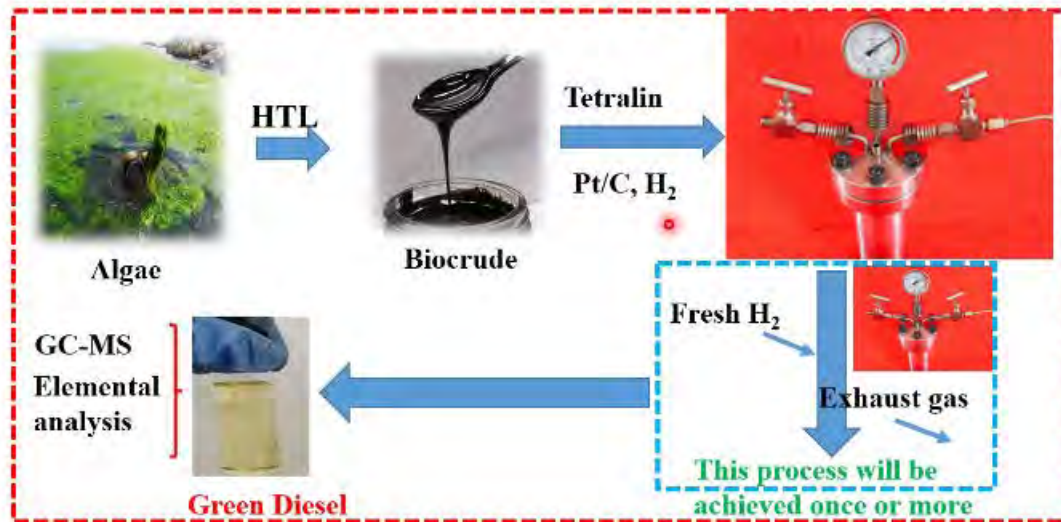 HTL
Tetralin
Pt/C, H₂
Algae
Biocrude
Fresh H₂
Exhaust gas
This process will be
achieved once or more
GC-MS
Elemental
analysis
Green Diesel